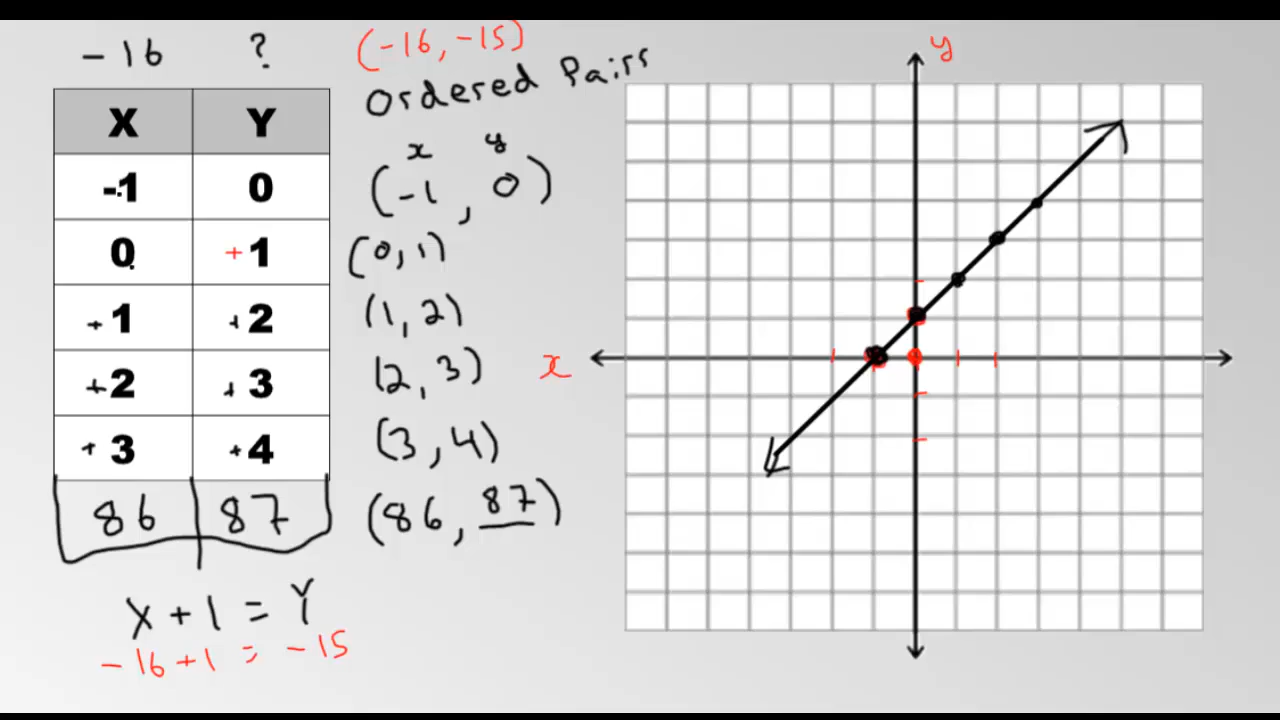 -16 ? (-16, -15)
Ordered Pairs
X Y
x y
-1 0 (-1, 0)
0 +1 (0, 1)
+1 +2 (1, 2)
+2 +3 (2, 3)
+3 +4 (3, 4)
86 87 (86, 87)
X + 1 = Y
-16 + 1 = -15
y
x